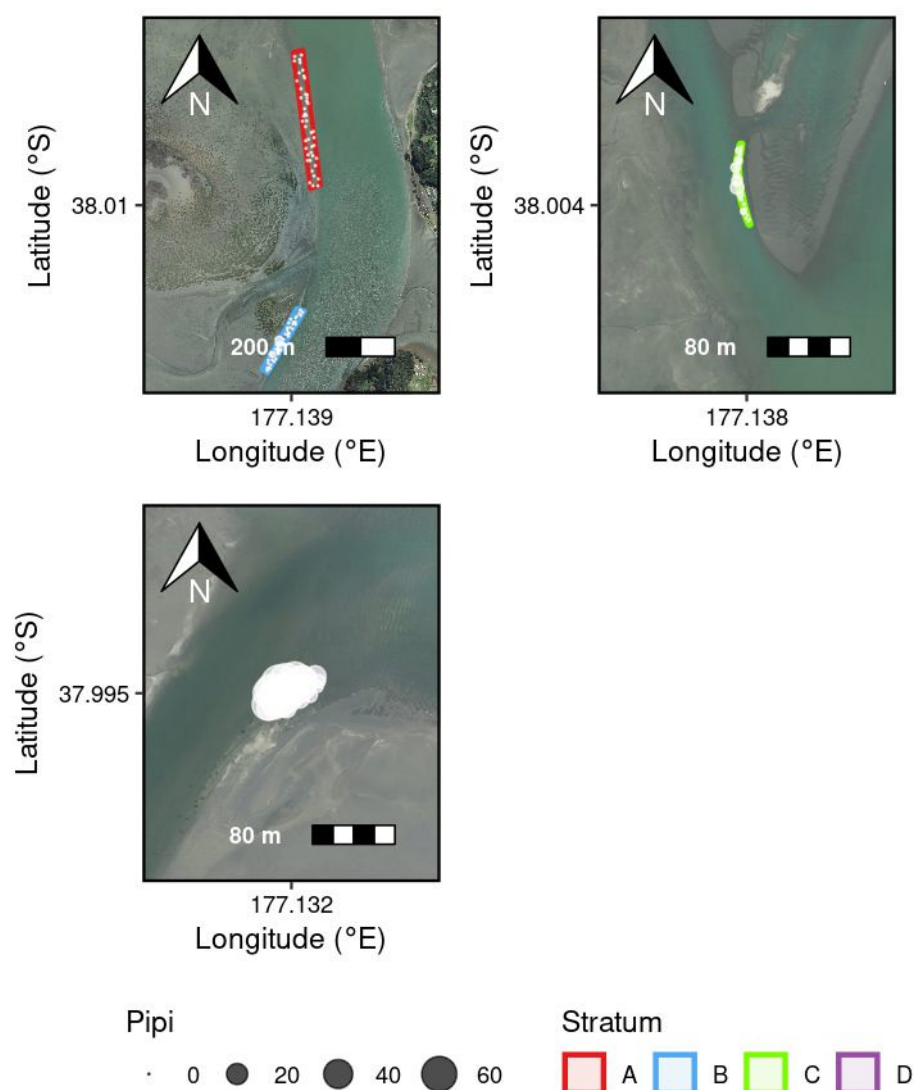 N
N
Latitude (°S)
38.01
200 m
177.139
Longitude (°E)
Latitude (°S)
38.004
80 m
177.138
Longitude (°E)
N
Latitude (°S)
37.995
80 m
177.132
Longitude (°E)
Pipi
0 20 40 60
Stratum
A B C D